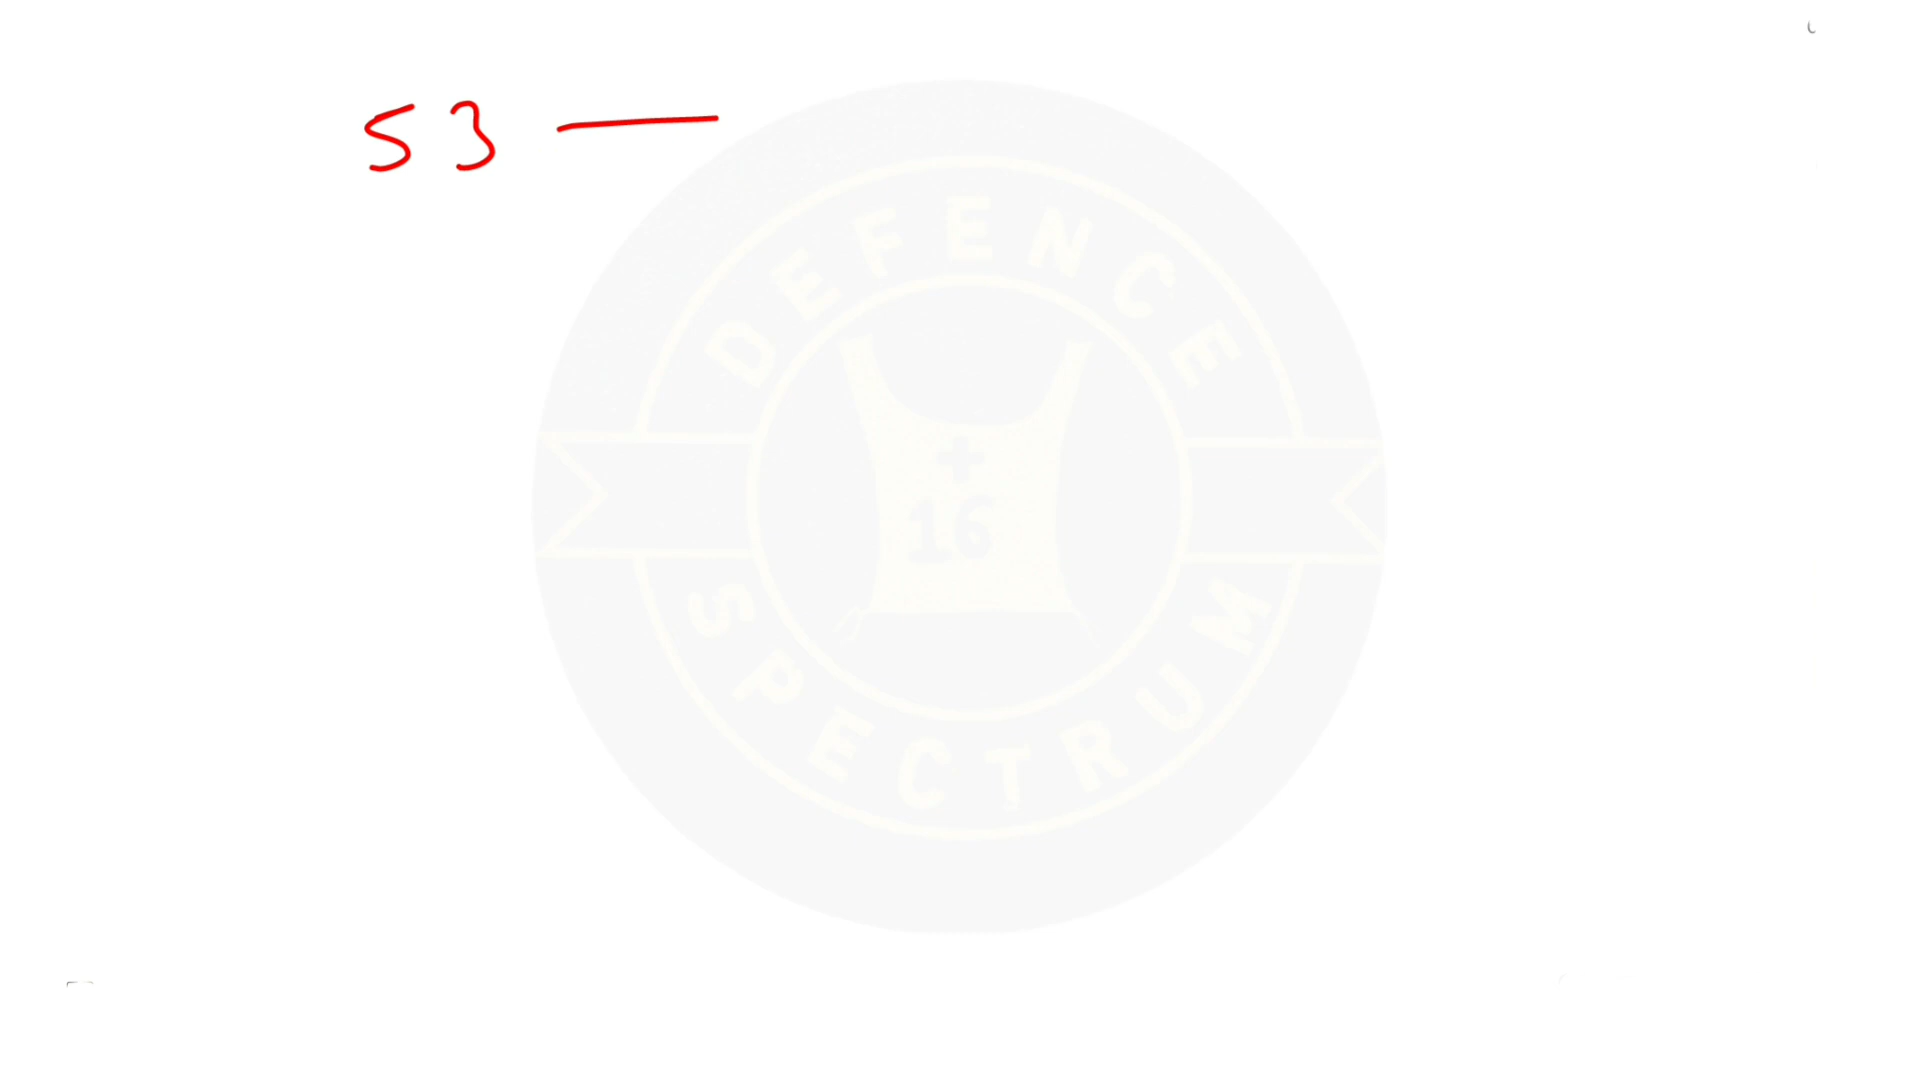 53 —
DEFENCE
+
16
SPECTRUM